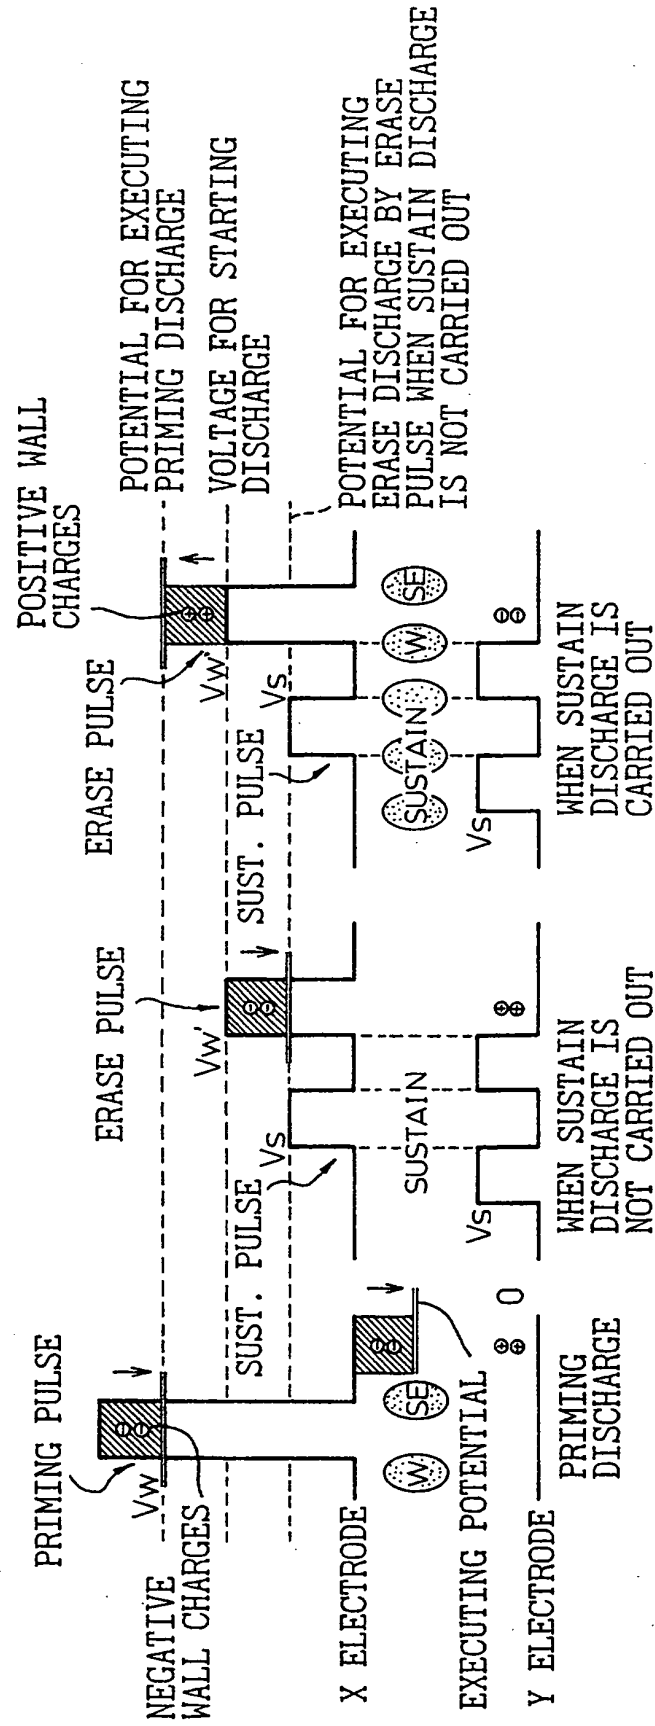 PRIMING PULSE
Vw
NEGATIVE
WALL CHARGES
X ELECTRODE
W
SE
EXECUTING POTENTIAL
0
Y ELECTRODE
PRIMING
DISCHARGE
ERASE PULSE
Vw'
SUST. PULSE
Vs
SUSTAIN
Vs
WHEN SUSTAIN
DISCHARGE IS
NOT CARRIED OUT
POSITIVE WALL
CHARGES
ERASE PULSE
Vw'
SUST. PULSE
Vs
SUSTAIN
W
SE
Vs
WHEN SUSTAIN
DISCHARGE IS
CARRIED OUT
POTENTIAL FOR EXECUTING
PRIMING DISCHARGE
VOLTAGE FOR STARTING
DISCHARGE
POTENTIAL FOR EXECUTING
ERASE DISCHARGE BY ERASE
PULSE WHEN SUSTAIN DISCHARGE
IS NOT CARRIED OUT